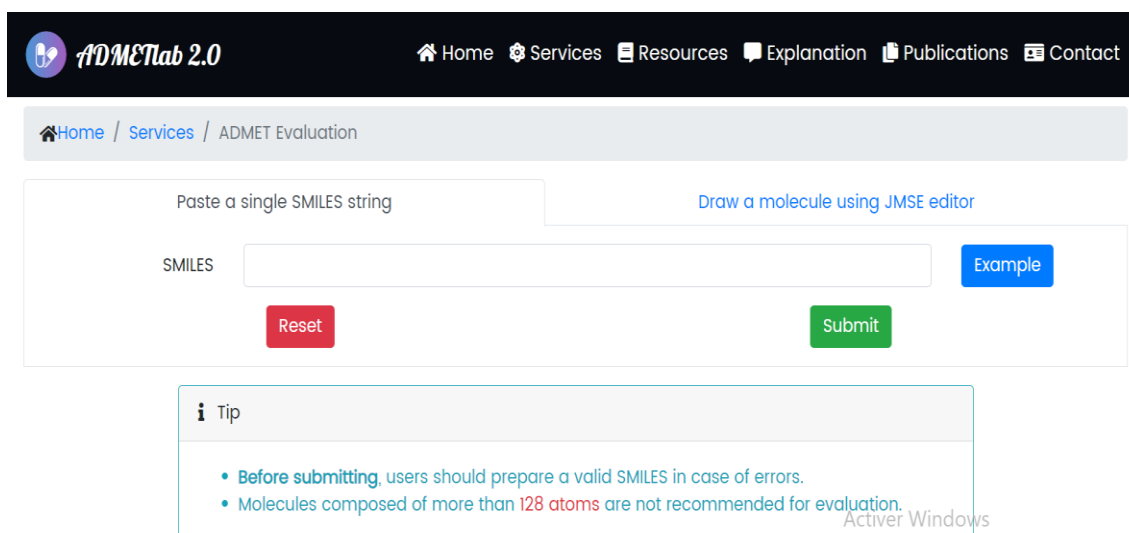 ADMETlab 2.0 Home Services Resources Explanation Publications Contact
Home / Services / ADMET Evaluation
Paste a single SMILES string Draw a molecule using JMSE editor
SMILES Example
Reset Submit
i Tip
• Before submitting, users should prepare a valid SMILES in case of errors.
• Molecules composed of more than 128 atoms are not recommended for evaluation.
Activer Windows